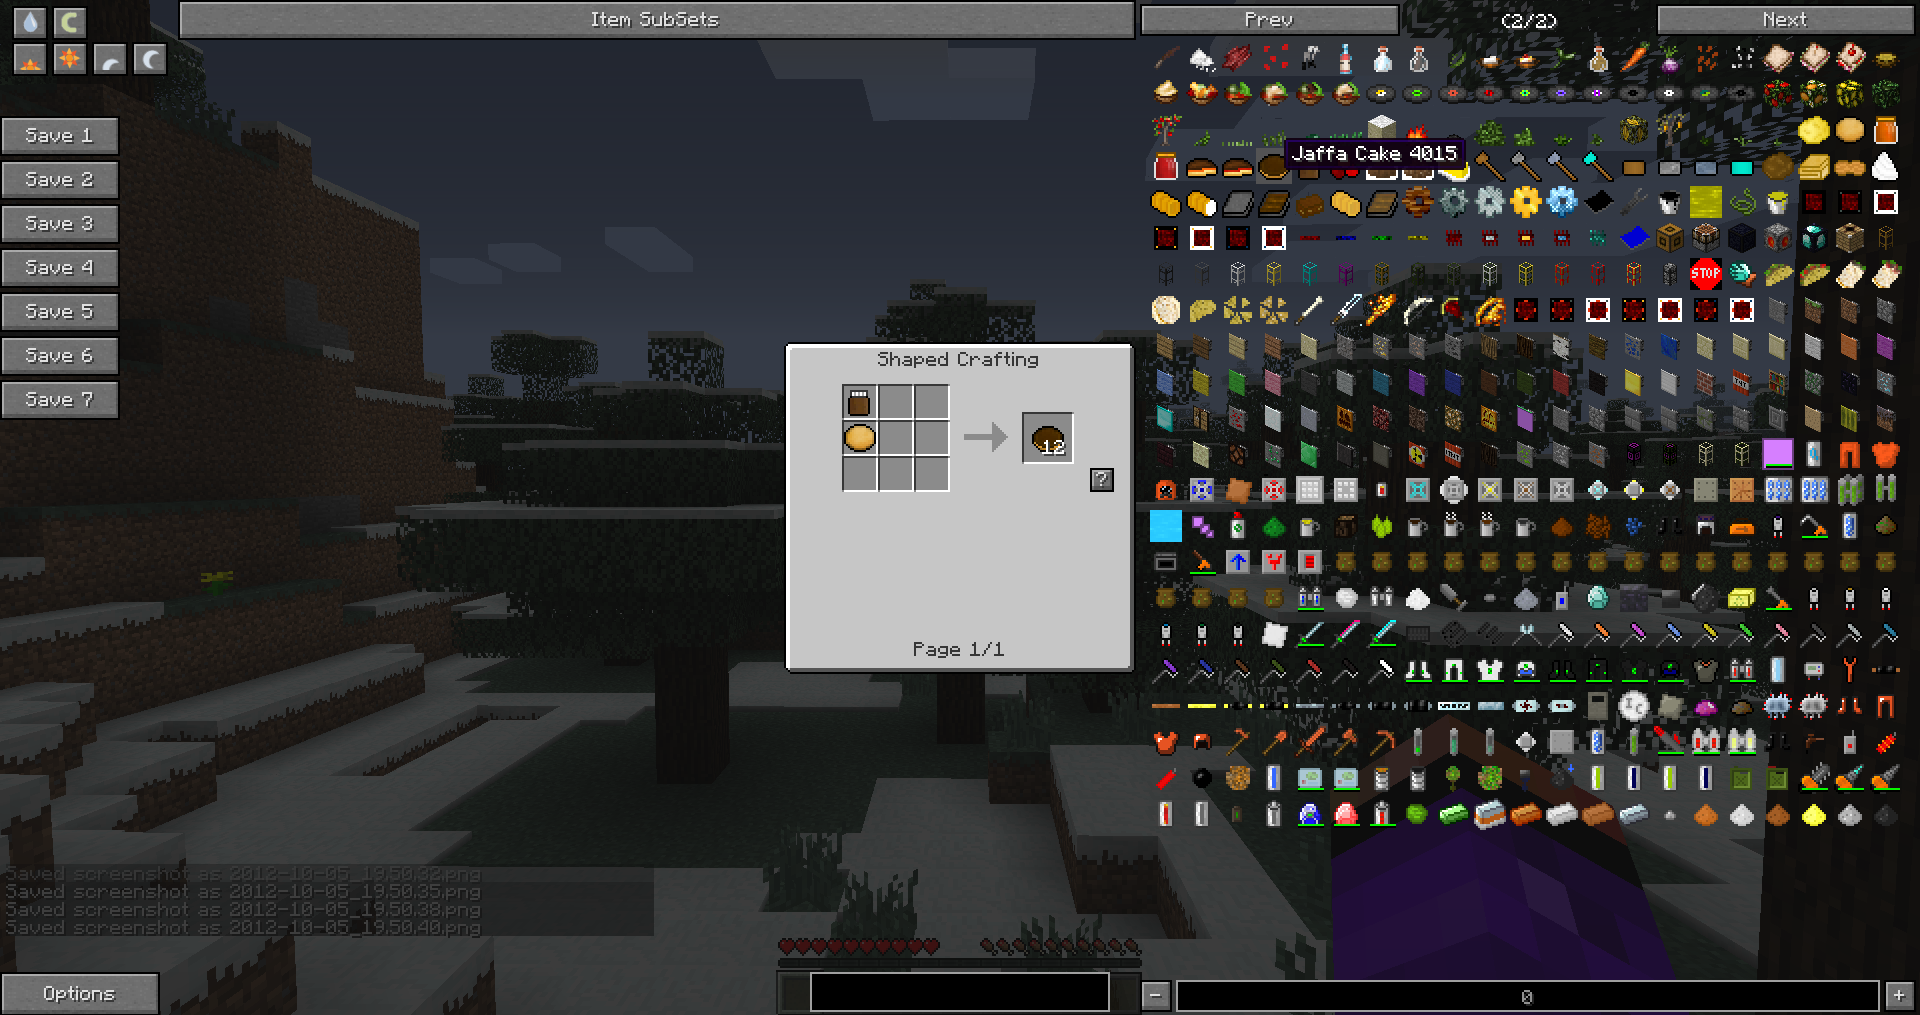 Item SubSets
Prev
(2/2)
Next
Save 1
Save 2
Save 3
Save 4
Save 5
Save 6
Save 7
Jaffa Cake 4015
STOP
Shaped Crafting
12
?
Page 1/1
Saved screenshot as 2012-10-05_19.50.32.png
Saved screenshot as 2012-10-05_19.50.35.png
Saved screenshot as 2012-10-05_19.50.38.png
Saved screenshot as 2012-10-05_19.50.40.png
Options
-
0
+